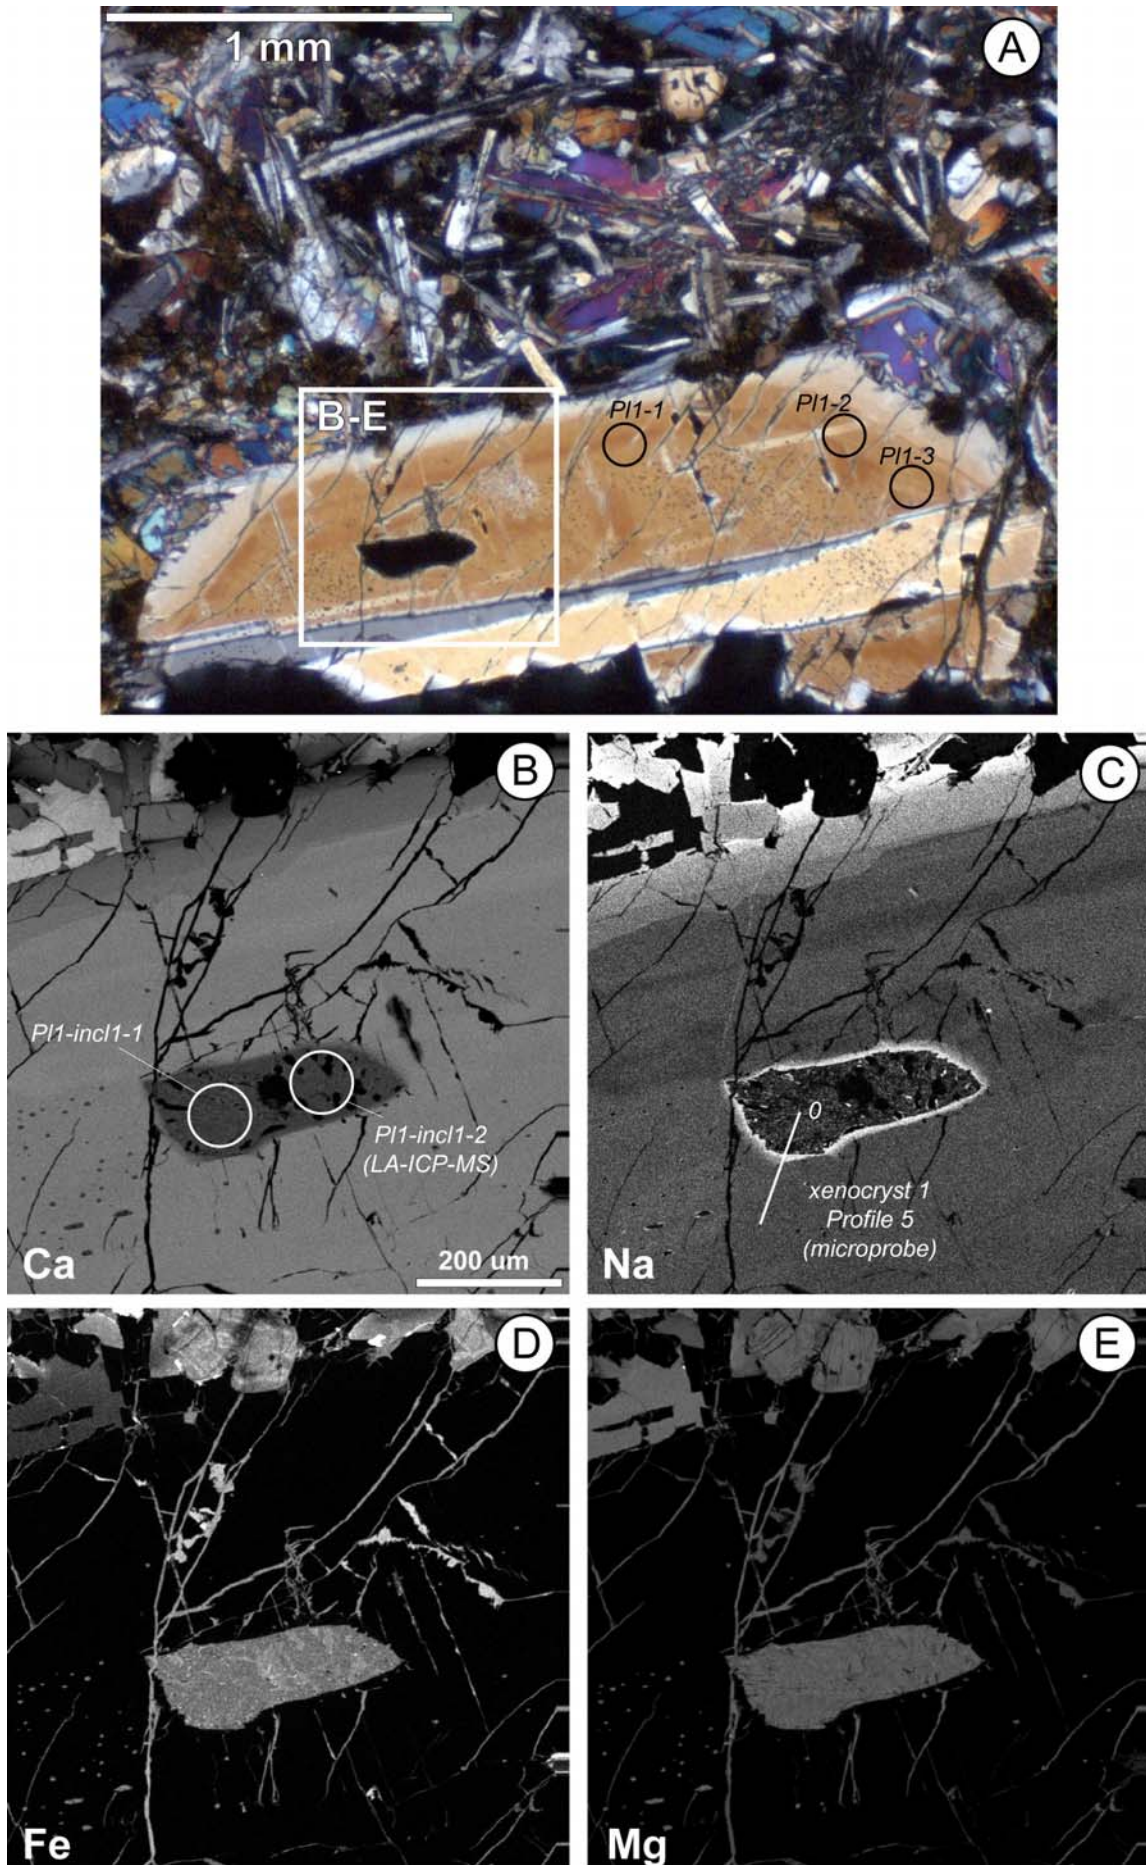 1 mm
A
B-E
Pl1-1
Pl1-2
Pl1-3
B
Pl1-incl1-1
Pl1-incl1-2
(LA-ICP-MS)
Ca
200 um
C
0
xenocryst 1
Profile 5
(microprobe)
Na
D
Fe
E
Mg